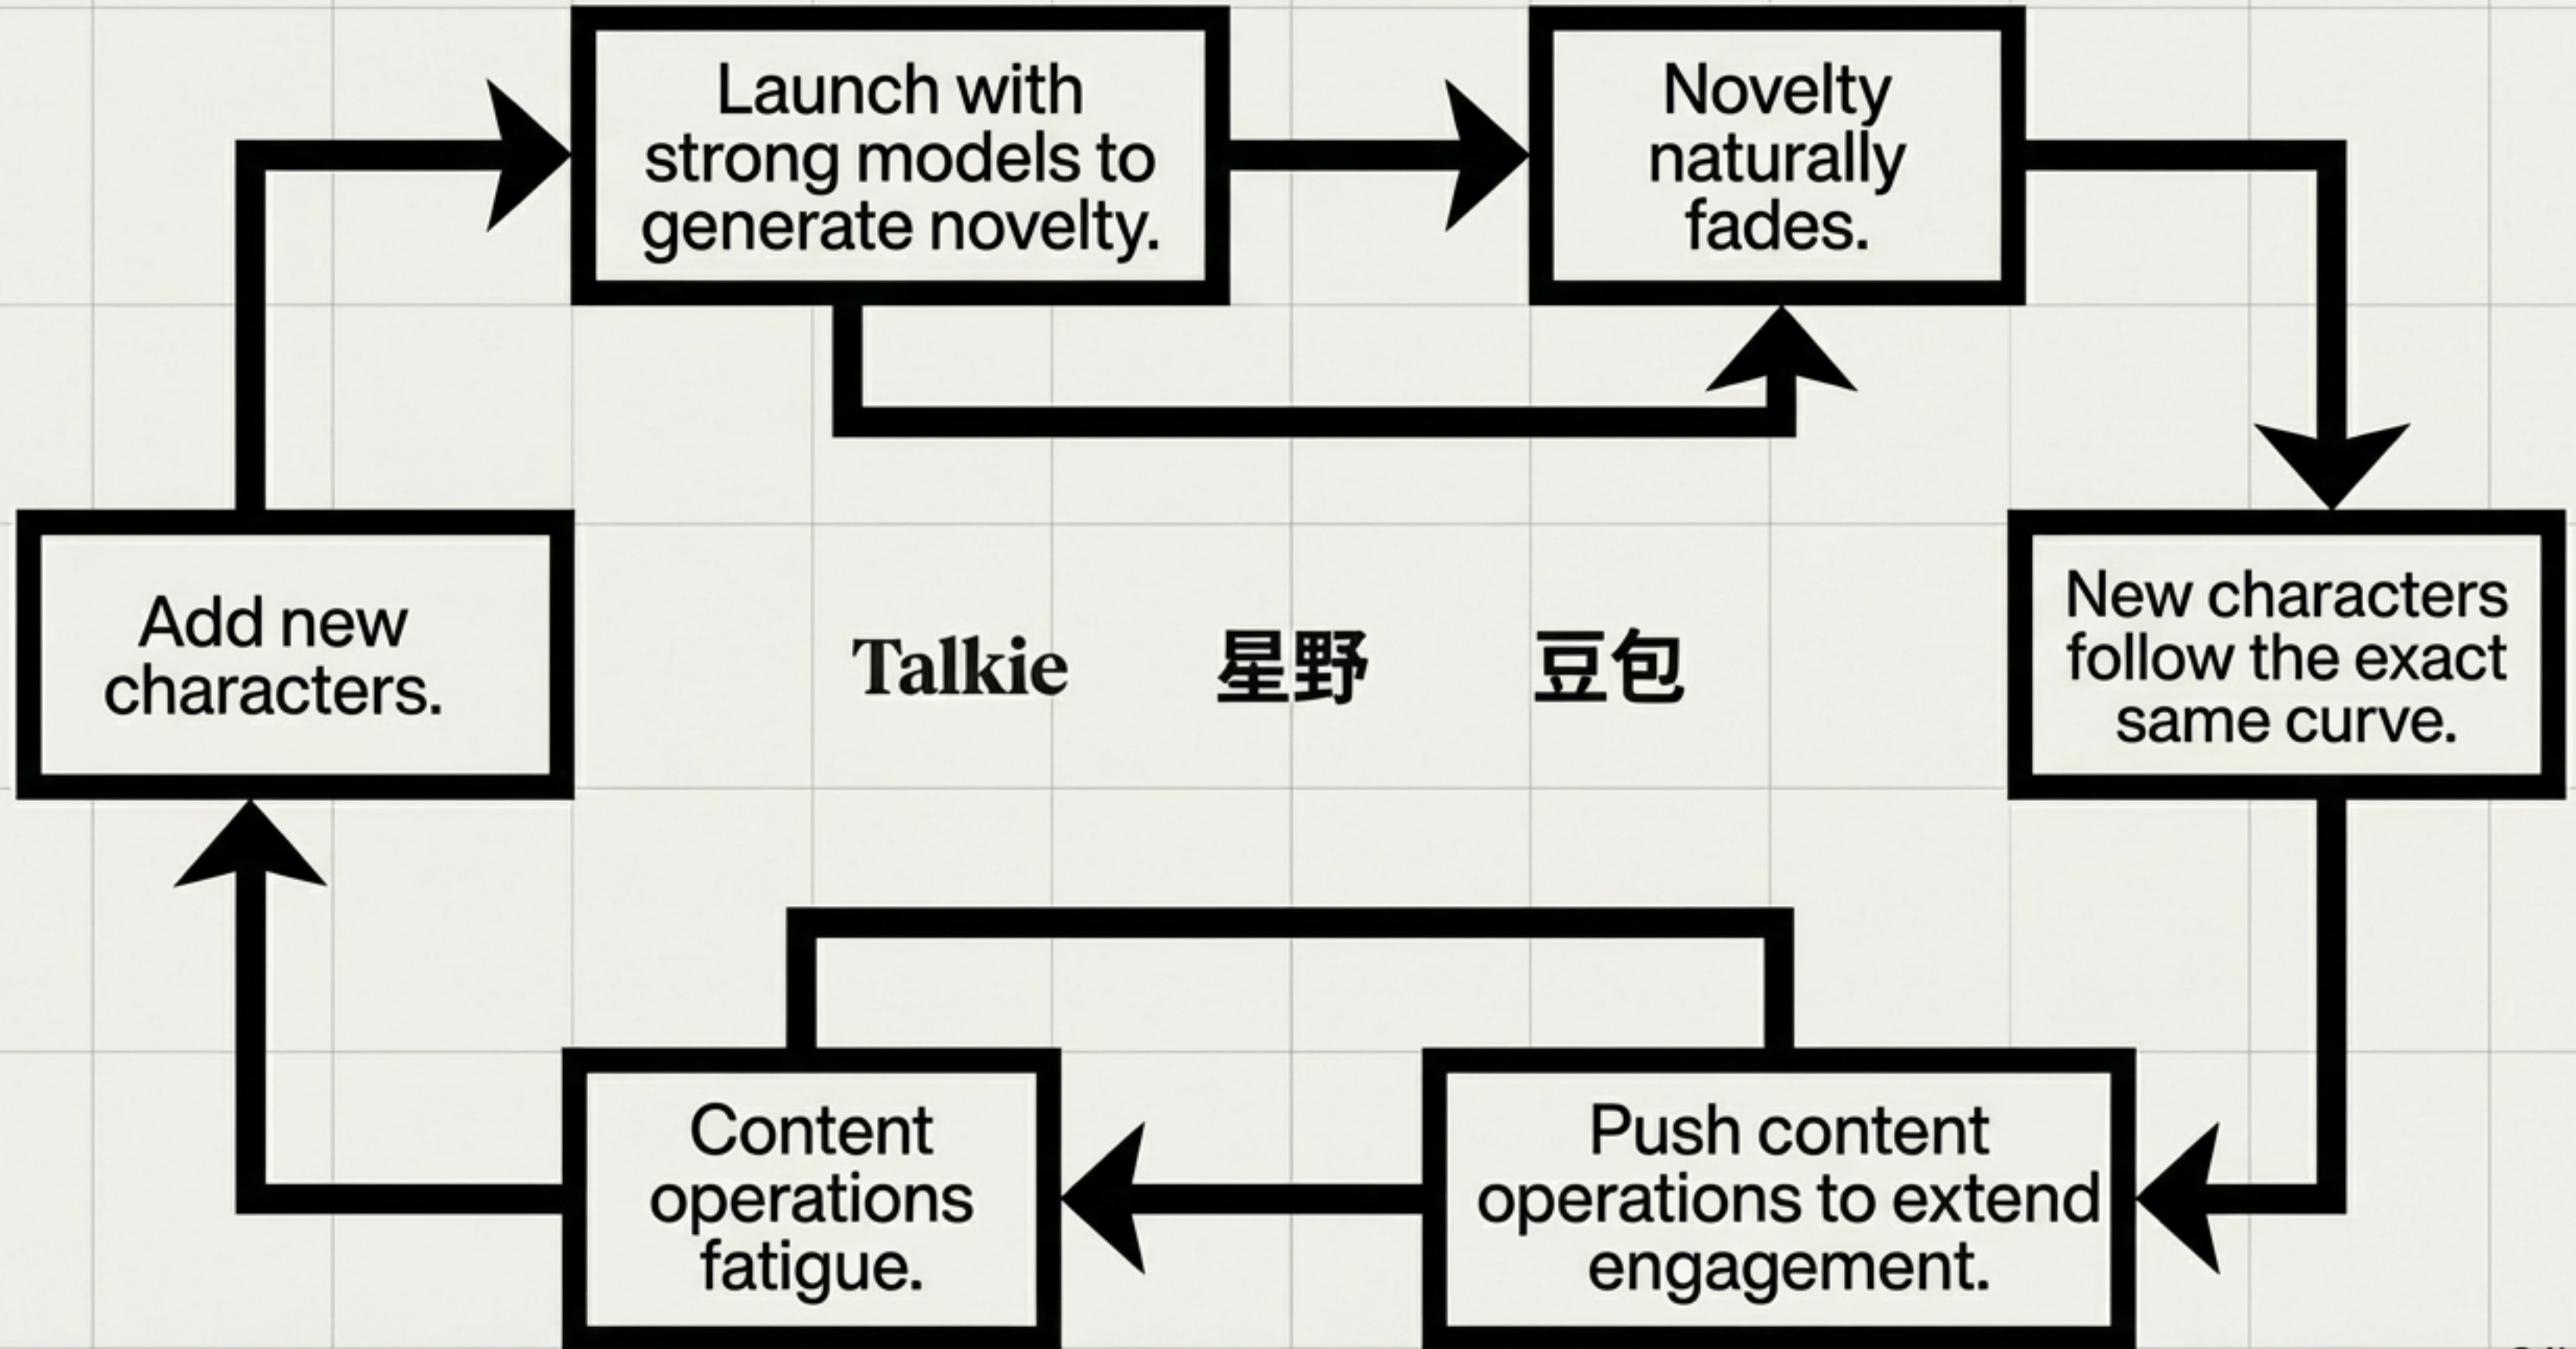 Launch with
strong models to
generate novelty.
Novelty
naturally
fades.
Add new
characters.
Talkie
星野
豆包
New characters
follow the exact
same curve.
Content
operations
fatigue.
Push content
operations to extend
engagement.